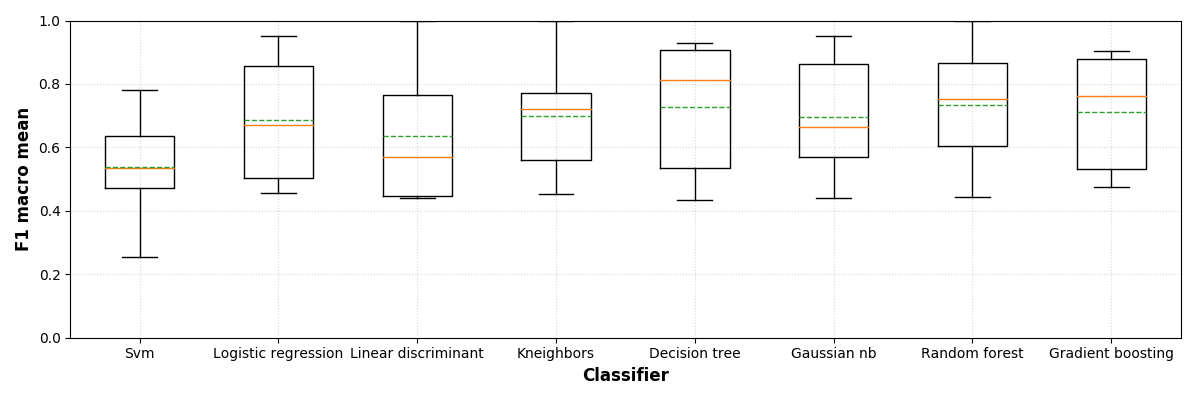 F1 macro mean
1.0
0.8
0.6
0.4
0.2
0.0
Svm Logistic regression Linear discriminant Kneighbors Decision tree Gaussian nb Random forest Gradient boosting
Classifier